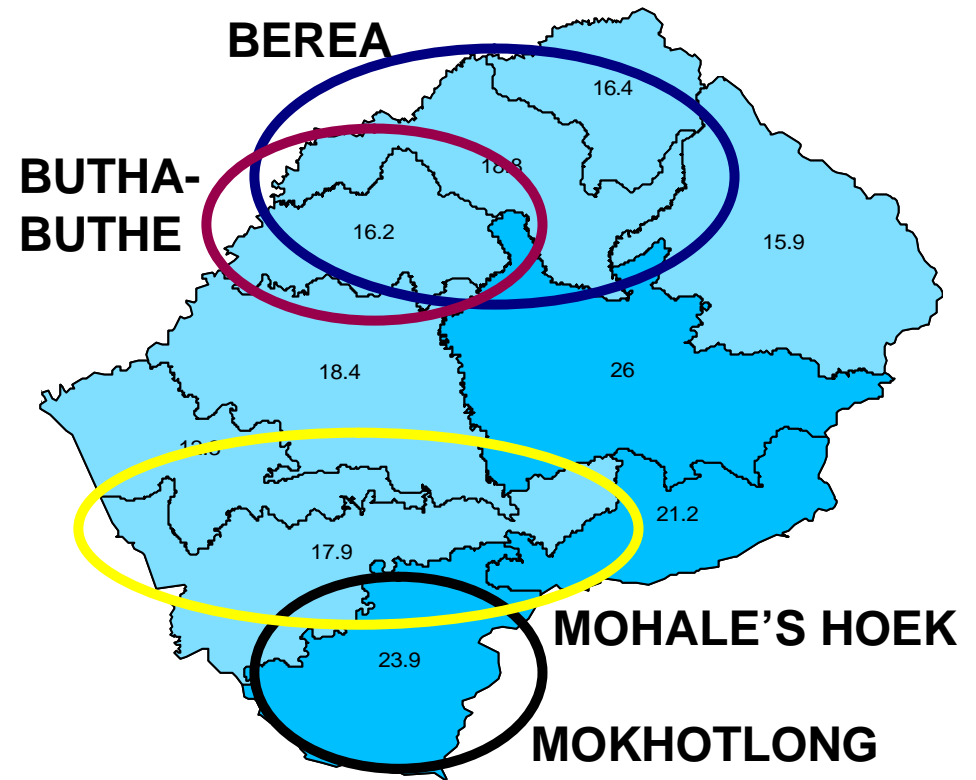 BEREA
16.4
BUTHA-
BUTHE
16.2
15.9
18.4
26
21.2
17.9
MOHALE’S HOEK
23.9
MOKHOTLONG